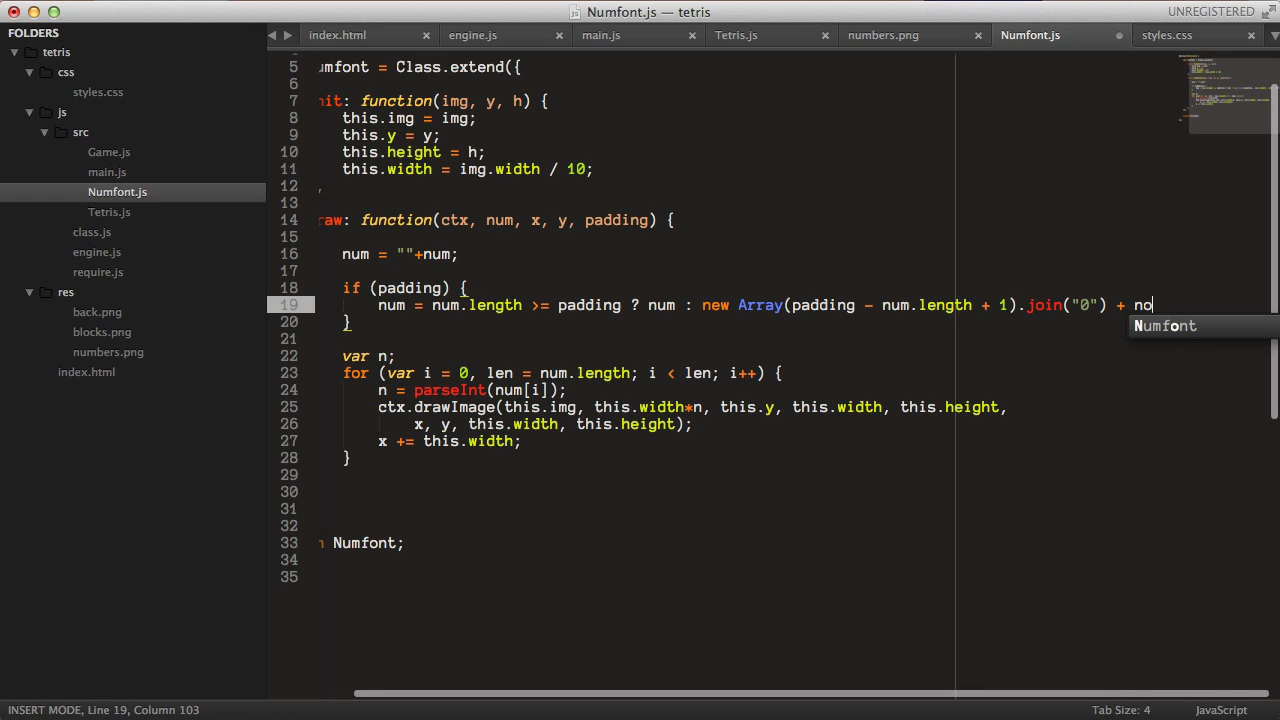 Numfont.js — tetris
UNREGISTERED
FOLDERS
tetris
css
styles.css
js
src
Game.js
main.js
Numfont.js
Tetris.js
class.js
engine.js
require.js
res
back.png
blocks.png
numbers.png
index.html
index.html engine.js main.js Tetris.js numbers.png Numfont.js styles.css
5 umfont = Class.extend({
6
7 nit: function(img, y, h) {
8 this.img = img;
9 this.y = y;
10 this.height = h;
11 this.width = img.width / 10;
12 ,
13
14 raw: function(ctx, num, x, y, padding) {
15
16 num = ""+num;
17
18 if (padding) {
19 num = num.length >= padding ? num : new Array(padding - num.length + 1).join("0") + no
20 }
21
22 var n;
23 for (var i = 0, len = num.length; i < len; i++) {
24 n = parseInt(num[i]);
25 ctx.drawImage(this.img, this.width*n, this.y, this.width, this.height,
26 x, y, this.width, this.height);
27 x += this.width;
28 }
29
30
31
32
33 n Numfont;
34
35
Numfont
INSERT MODE, Line 19, Column 103
Tab Size: 4
JavaScript